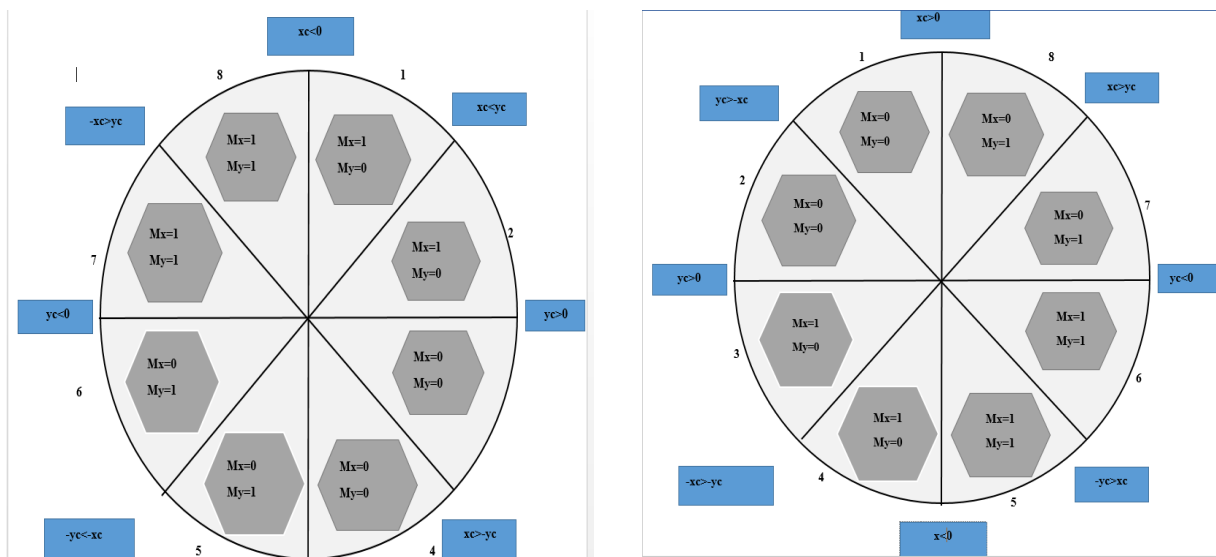 xc<0
8
1
-xc>yc
xc<yc
Mx=1
My=1
Mx=1
My=0
Mx=1
My=1
Mx=1
My=0
7
2
yc<0
yc>0
Mx=0
My=1
Mx=0
My=0
6
Mx=0
My=1
Mx=0
My=0
-yc<-xc
5
4
xc>-yc
xc>0
1
8
yc>-xc
xc>yc
Mx=0
My=0
Mx=0
My=1
2
7
Mx=0
My=0
Mx=0
My=1
yc>0
yc<0
Mx=1
My=0
Mx=1
My=1
3
6
Mx=1
My=0
Mx=1
My=1
-xc>-yc
4
5
-yc>xc
x<0